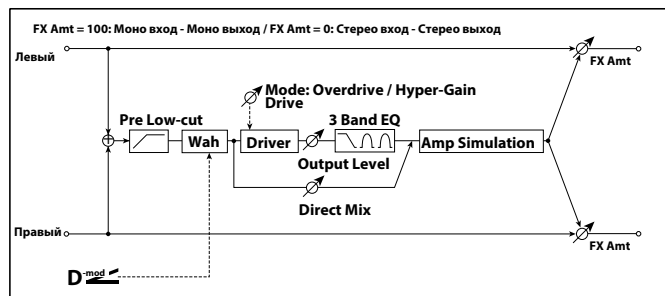 FX Amt = 100: Моно вход - Моно выход / FX Amt = 0: Стерео вход - Стерео выход
Левый
FX Amt
Mode: Overdrive / Hyper-Gain
Drive
Pre Low-cut
3 Band EQ
Wah
Driver
Amp Simulation
Output Level
Direct Mix
Правый
FX Amt
D-mod